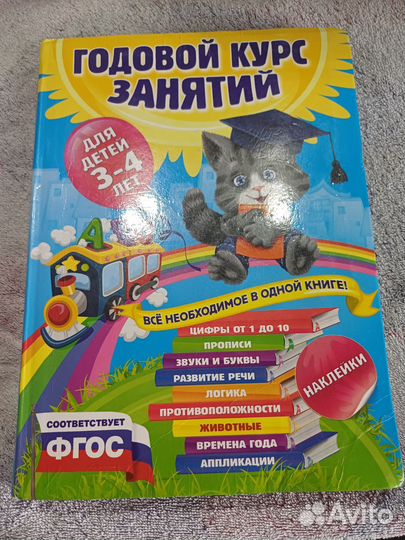 ГОДОВОЙ КУРС
ЗАНЯТИЙ
ДЛЯ
ДЕТЕЙ
3-4
ЛЕТ
А
ВСЁ НЕОБХОДИМОЕ В ОДНОЙ КНИГЕ!
ЦИФРЫ ОТ 1 ДО 10
ПРОПИСИ
ЗВУКИ И БУКВЫ
РАЗВИТИЕ РЕЧИ
ЛОГИКА
ПРОТИВОПОЛОЖНОСТИ
ЖИВОТНЫЕ
ВРЕМЕНА ГОДА
АППЛИКАЦИИ
НАКЛЕЙКИ
СООТВЕТСТВУЕТ
ФГОС
Avito